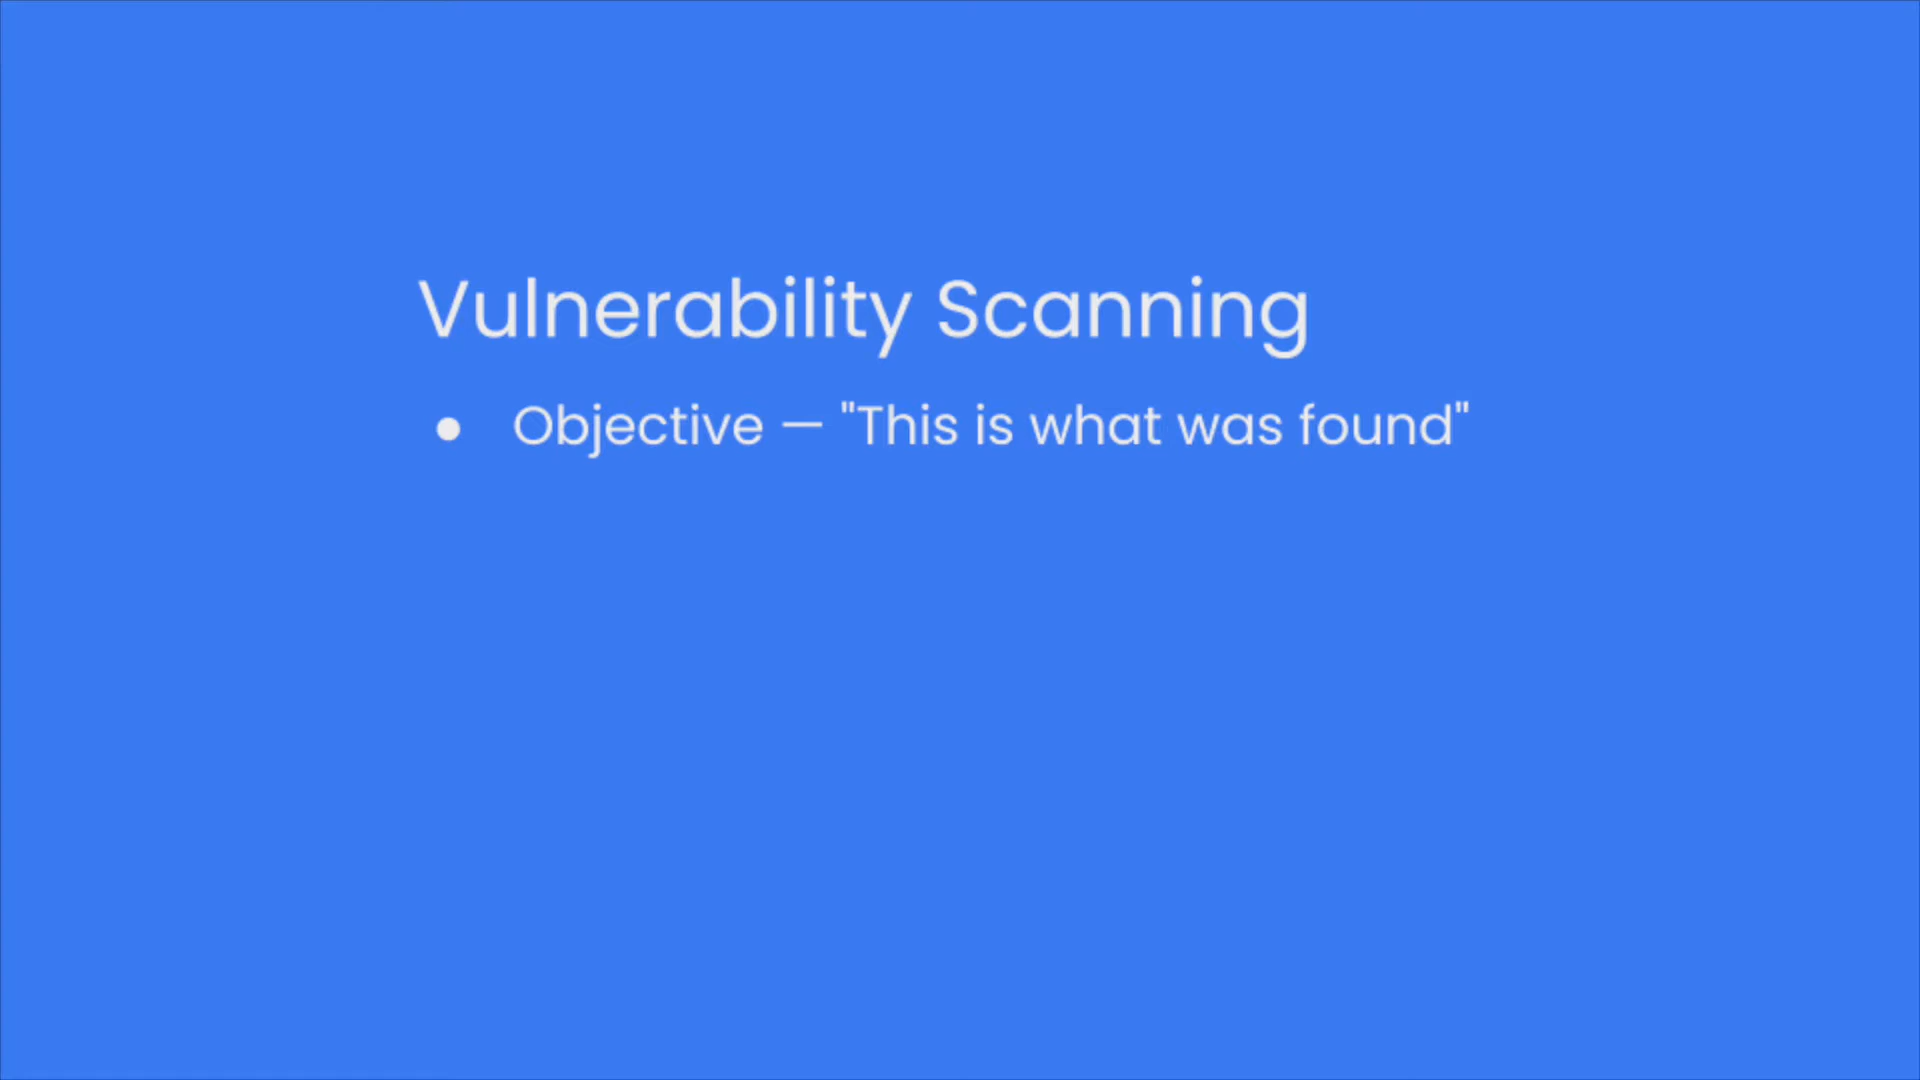 Vulnerability Scanning
● Objective — "This is what was found"